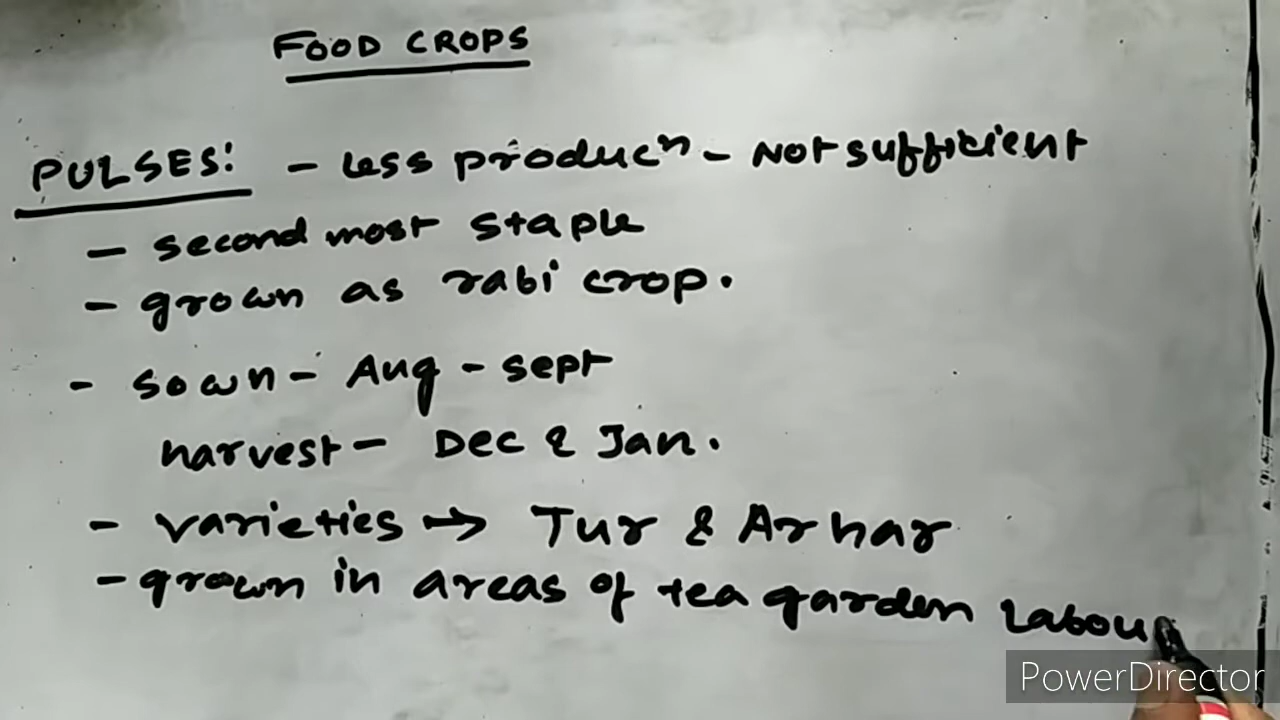 FOOD CROPS
PULSES: - Less producⁿ - Not sufficient
- second most staple
- grown as rabi crop.
- sown - Aug - sept
harvest - Dec & Jan.
- varieties → Tur & Arhar
- grown in areas of tea garden Labou
PowerDirector